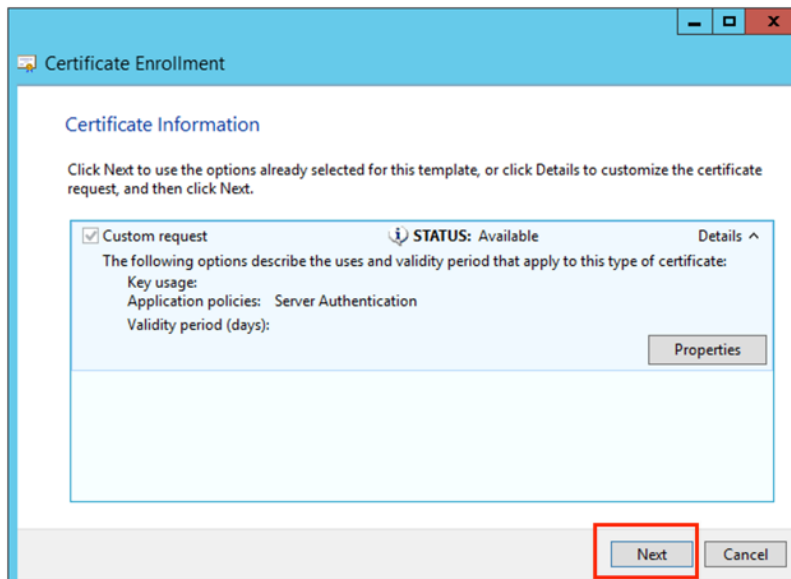 Certificate Enrollment
Certificate Information
Click Next to use the options already selected for this template, or click Details to customize the certificate
request, and then click Next.
Custom request STATUS: Available Details
The following options describe the uses and validity period that apply to this type of certificate:
Key usage:
Application policies: Server Authentication
Validity period (days):
Properties
Next Cancel